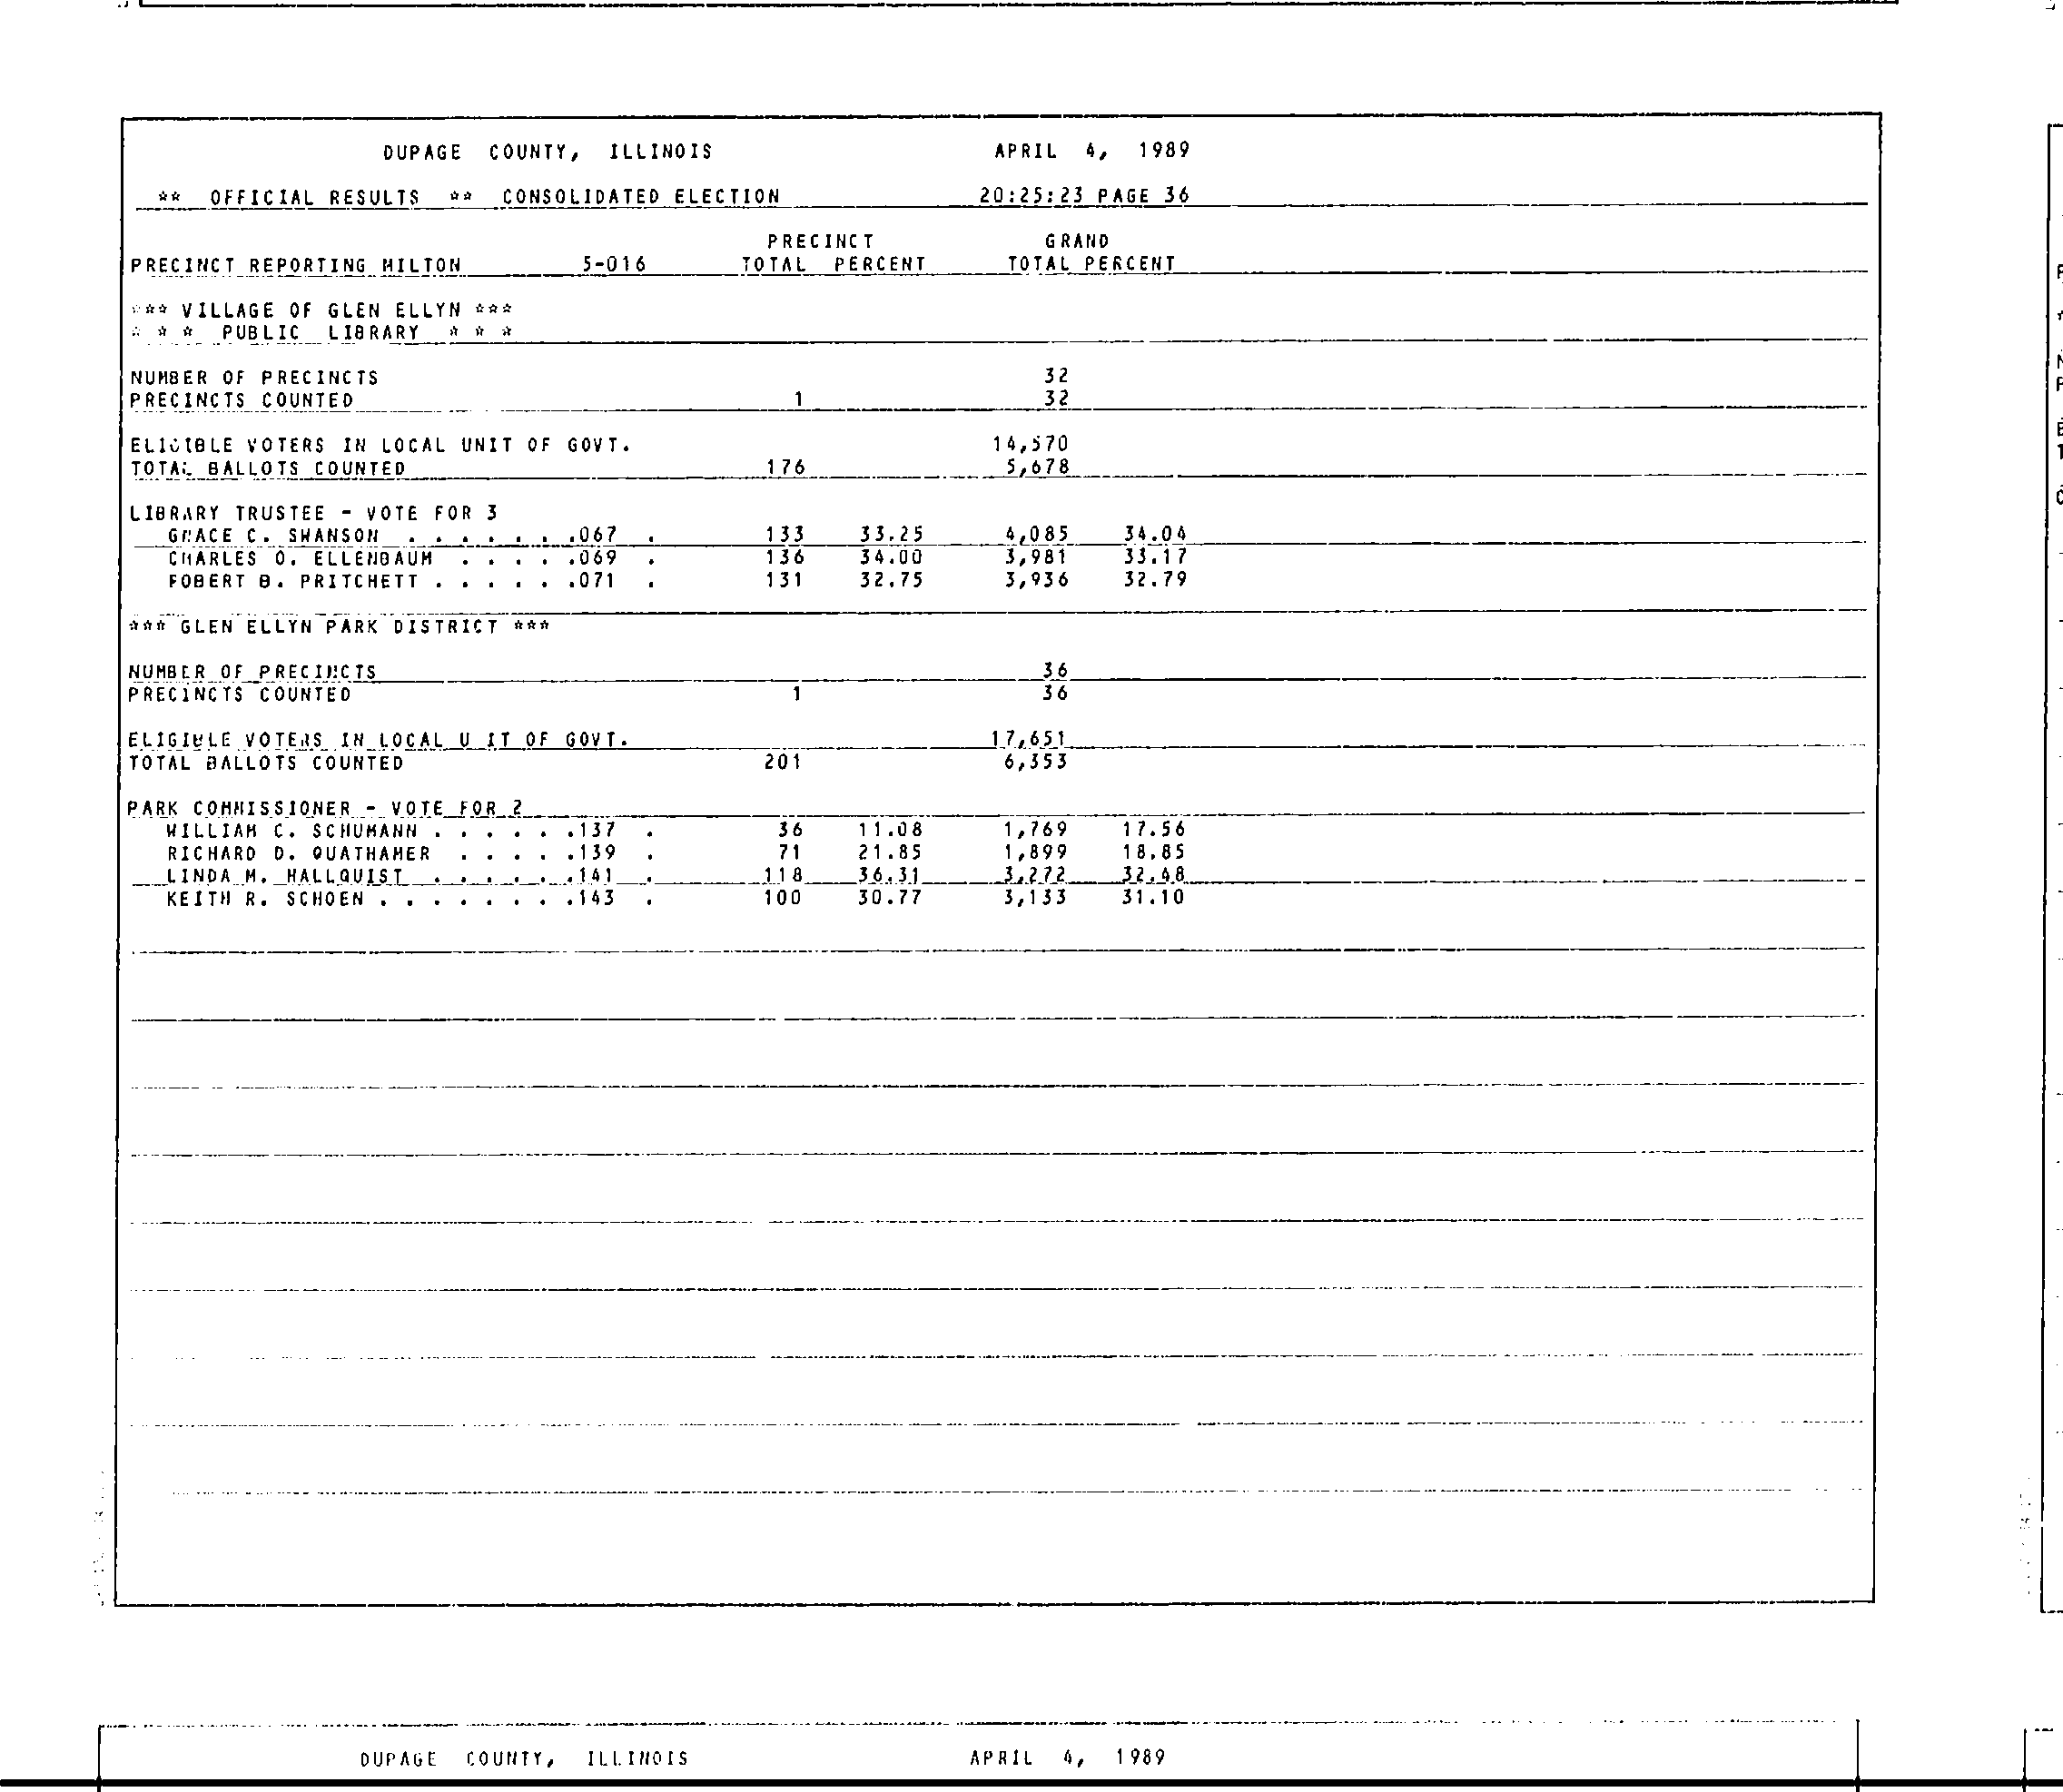 DUPAGE COUNTY, ILLINOIS APRIL 4, 1989
** OFFICIAL RESULTS ** CONSOLIDATED ELECTION 20:25:23 PAGE 36
PRECINCT GRAND
PRECINCT REPORTING MILTON 5-016 TOTAL PERCENT TOTAL PERCENT
*** VILLAGE OF GLEN ELLYN ***
* * * PUBLIC LIBRARY * * *
NUMBER OF PRECINCTS 32
PRECINCTS COUNTED 1 32
ELIGIBLE VOTERS IN LOCAL UNIT OF GOVT. 14,570
TOTAL BALLOTS COUNTED 176 5,678
LIBRARY TRUSTEE - VOTE FOR 3
GRACE C. SWANSON . . . . . . .067 . 133 33.25 4,085 34.04
CHARLES O. ELLENBAUM . . . . .069 . 136 34.00 3,981 33.17
ROBERT B. PRITCHETT . . . . . .071 . 131 32.75 3,936 32.79
*** GLEN ELLYN PARK DISTRICT ***
NUMBER OF PRECINCTS 36
PRECINCTS COUNTED 1 36
ELIGIBLE VOTERS IN LOCAL U IT OF GOVT. 17,651
TOTAL BALLOTS COUNTED 201 6,353
PARK COMMISSIONER - VOTE FOR 2
WILLIAM C. SCHUMANN . . . . . .137 . 36 11.08 1,769 17.56
RICHARD D. QUATHAMER . . . . .139 . 71 21.85 1,899 18.85
LINDA M. HALLQUIST . . . . . .141 . 118 36.31 3,272 32.48
KEITH R. SCHOEN . . . . . . . .143 . 100 30.77 3,133 31.10
DUPAGE COUNTY, ILLINOIS APRIL 4, 1989